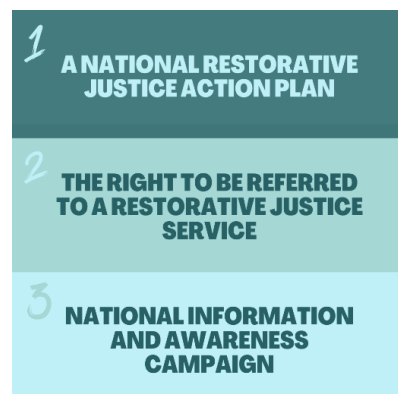 1
A NATIONAL RESTORATIVE
JUSTICE ACTION PLAN
2
THE RIGHT TO BE REFERRED
TO A RESTORATIVE JUSTICE
SERVICE
3
NATIONAL INFORMATION
AND AWARENESS
CAMPAIGN